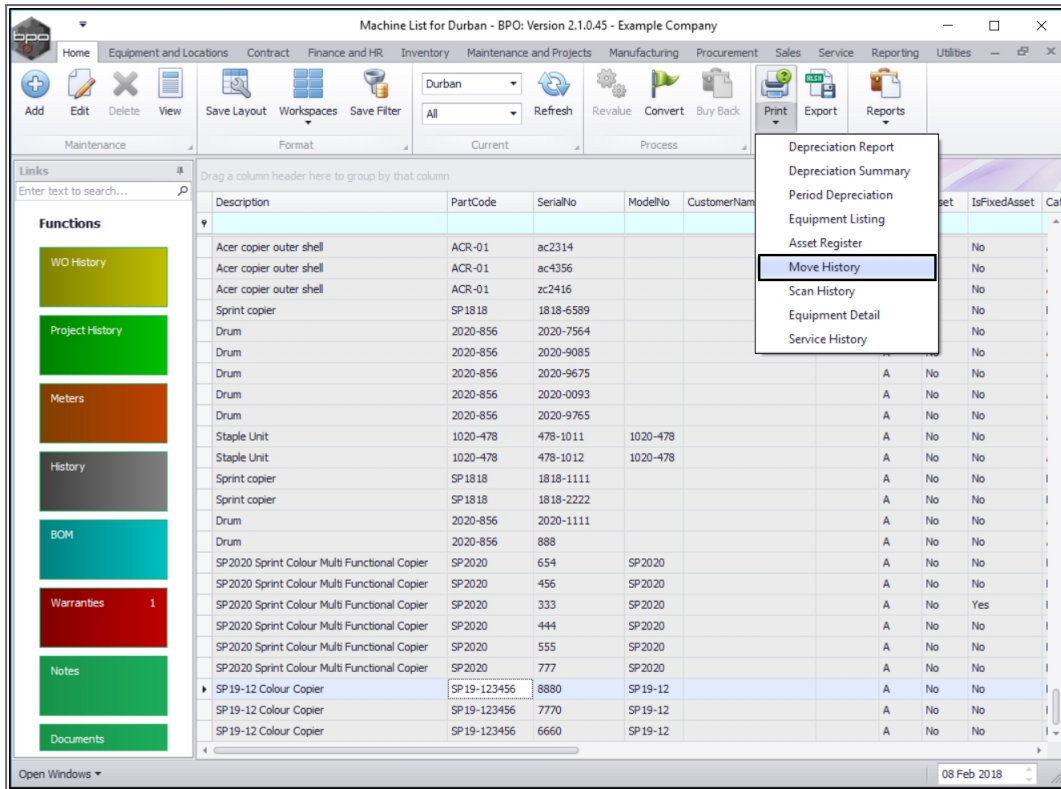 bpo
Machine List for Durban - BPO: Version 2.1.0.45 - Example Company
Home Equipment and Locations Contract Finance and HR Inventory Maintenance and Projects Manufacturing Procurement Sales Service Reporting Utilities
Add Edit Delete View Save Layout Workspaces Save Filter Durban All Refresh Revalue Convert Buy Back Print Export Reports
Maintenance Format Current Process
Depreciation Report
Depreciation Summary
Period Depreciation
Equipment Listing
Asset Register
Move History
Scan History
Equipment Detail
Service History
Links
Enter text to search...
Functions
WO History
Project History
Meters
History
BOM
Warranties 1
Notes
Documents
Drag a column header here to group by that column
Description PartCode SerialNo ModelNo CustomerNam set IsFixedAsset Cat
Acer copier outer shell ACR-01 ac2314 No
Acer copier outer shell ACR-01 ac4356 No
Acer copier outer shell ACR-01 zc2416 No
Sprint copier SP1818 1818-6589 No
Drum 2020-856 2020-7564 No
Drum 2020-856 2020-9085 A No No
Drum 2020-856 2020-9675 A No No
Drum 2020-856 2020-0093 A No No
Drum 2020-856 2020-9765 A No No
Staple Unit 1020-478 478-1011 1020-478 A No No
Staple Unit 1020-478 478-1012 1020-478 A No No
Sprint copier SP1818 1818-1111 A No No
Sprint copier SP1818 1818-2222 A No No
Drum 2020-856 2020-1111 A No No
Drum 2020-856 888 A No No
SP2020 Sprint Colour Multi Functional Copier SP2020 654 SP2020 A No No
SP2020 Sprint Colour Multi Functional Copier SP2020 456 SP2020 A No No
SP2020 Sprint Colour Multi Functional Copier SP2020 333 SP2020 A No Yes
SP2020 Sprint Colour Multi Functional Copier SP2020 444 SP2020 A No No
SP2020 Sprint Colour Multi Functional Copier SP2020 555 SP2020 A No No
SP2020 Sprint Colour Multi Functional Copier SP2020 777 SP2020 A No No
SP19-12 Colour Copier SP19-123456 8880 SP19-12 A No No
SP19-12 Colour Copier SP19-123456 7770 SP19-12 A No No
SP19-12 Colour Copier SP19-123456 6660 SP19-12 A No No
Open Windows 08 Feb 2018